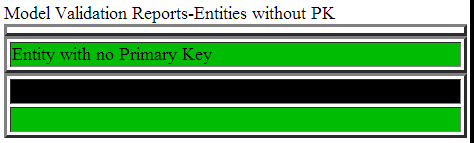 Model Validation Reports-Entities without PK
Entity with no Primary Key